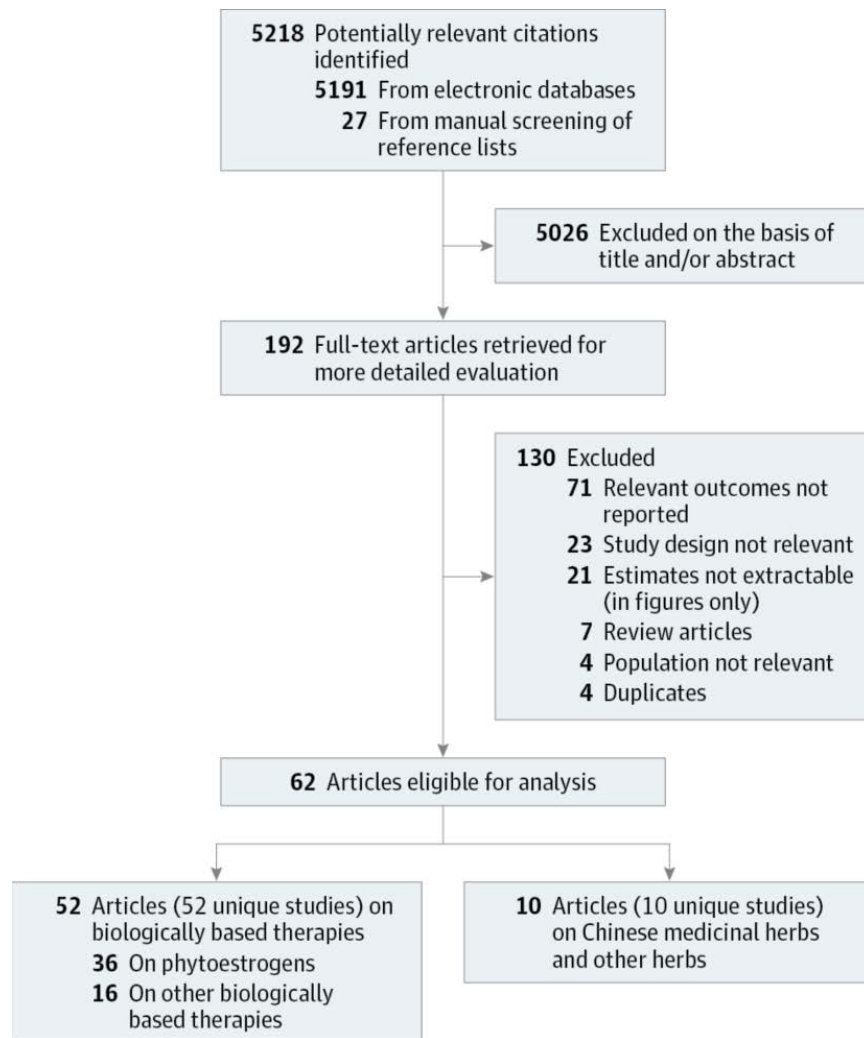 5218 Potentially relevant citations
identified
5191 From electronic databases
27 From manual screening of
reference lists
5026 Excluded on the basis of
title and/or abstract
192 Full-text articles retrieved for
more detailed evaluation
130 Excluded
71 Relevant outcomes not
reported
23 Study design not relevant
21 Estimates not extractable
(in figures only)
7 Review articles
4 Population not relevant
4 Duplicates
62 Articles eligible for analysis
52 Articles (52 unique studies) on
biologically based therapies
36 On phytoestrogens
16 On other biologically
based therapies
10 Articles (10 unique studies)
on Chinese medicinal herbs
and other herbs